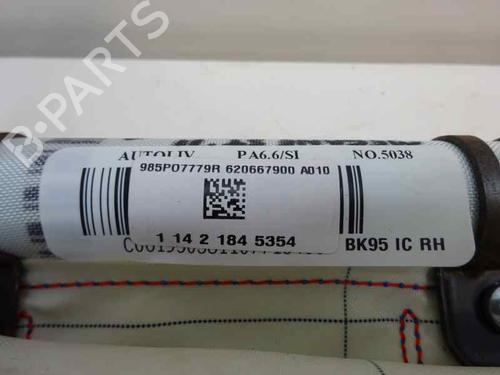 B-PARTS
AUTOLIV PA6.6/SI NO.5038
985P07779R 620667900 A010
1 14 2 184 5354
BK95 IC RH